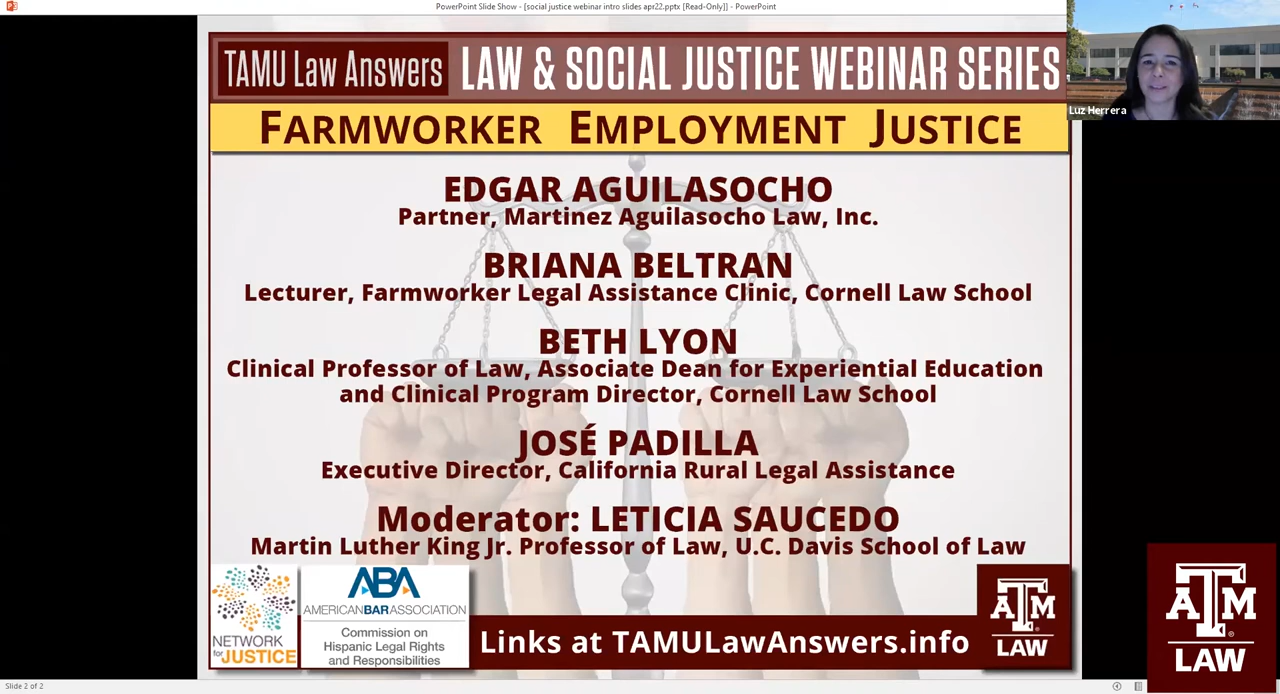 PowerPoint Slide Show - [social justice webinar intro slides apr22.pptx [Read-Only]] - PowerPoint
TAMU Law Answers LAW & SOCIAL JUSTICE WEBINAR SERIES
FARMWORKER EMPLOYMENT JUSTICE
Luz Herrera
EDGAR AGUILASOCHO
Partner, Martinez Aguilasocho Law, Inc.
BRIANA BELTRAN
Lecturer, Farmworker Legal Assistance Clinic, Cornell Law School
BETH LYON
Clinical Professor of Law, Associate Dean for Experiential Education
and Clinical Program Director, Cornell Law School
JOSÉ PADILLA
Executive Director, California Rural Legal Assistance
Moderator: LETICIA SAUCEDO
Martin Luther King Jr. Professor of Law, U.C. Davis School of Law
NETWORK
for JUSTICE
ABA
AMERICAN BAR ASSOCIATION
Commission on
Hispanic Legal Rights
and Responsibilities
Links at TAMULawAnswers.info
ATM
LAW
ATM
LAW
Slide 2 of 2